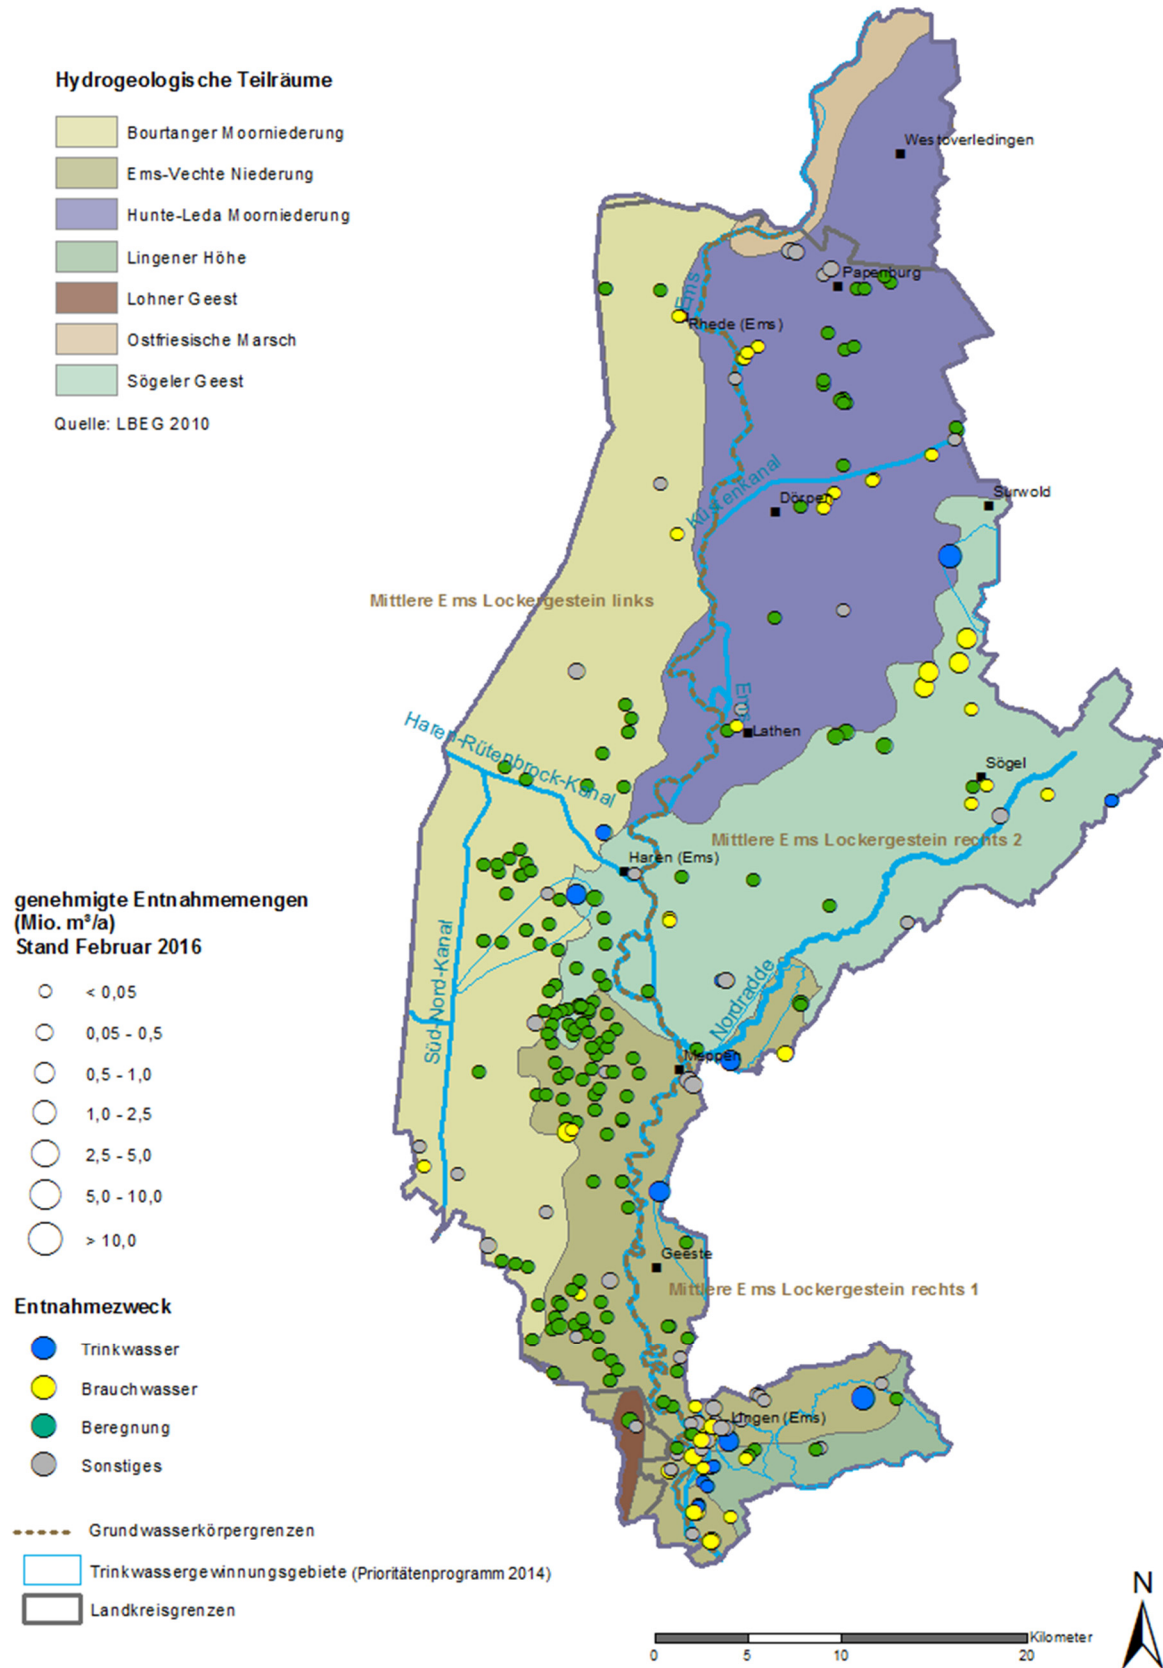 Hydrogeologische Teilräume
Bourtanger Moorniederung
Ems-Vechte Niederung
Hunte-Leda Moorniederung
Lingener Höhe
Lohner Geest
Ostfriesische Marsch
Sögeler Geest
Quelle: LBEG 2010
Westoverledingen
Papenburg
Ems
Rhede (Ems)
Küstenkanal
Dörpen
Surwold
Mittlere Ems Lockergestein links
Ems
Lathen
Haren-Rütenbrock-Kanal
Sögel
Mittlere Ems Lockergestein rechts 2
Haren (Ems)
Süd-Nord-Kanal
Nordradde
Meppen
Geeste
Mittlere Ems Lockergestein rechts 1
Lingen (Ems)
genehmigte Entnahmemengen
(Mio. m³/a)
Stand Februar 2016
< 0,05
0,05 - 0,5
0,5 - 1,0
1,0 - 2,5
2,5 - 5,0
5,0 - 10,0
> 10,0
Entnahmezweck
Trinkwasser
Brauchwasser
Beregnung
Sonstiges
Grundwasserkörpergrenzen
Trinkwassergewinnungsgebiete (Prioritätenprogramm 2014)
Landkreisgrenzen
N
Kilometer
0 5 10 20